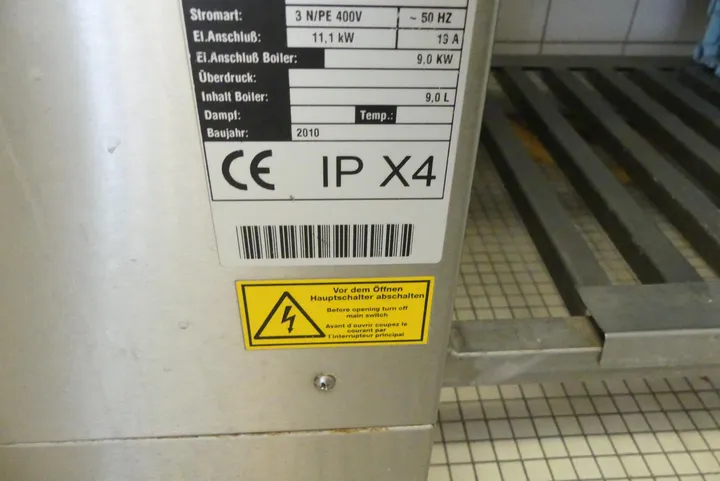 Stromart: 3 N/PE 400V ~ 50 HZ
El.Anschluß: 11,1 kW 19 A
El.Anschluß Boiler: 9,0 KW
Überdruck:
Inhalt Boiler: 9,0 L
Dampf: Temp.:
Baujahr: 2010
CE IP X4
Vor dem Öffnen
Hauptschalter abschalten
Before opening turn off
main switch
Avant d'ouvrir coupez le
courant par
l'interrupteur principal